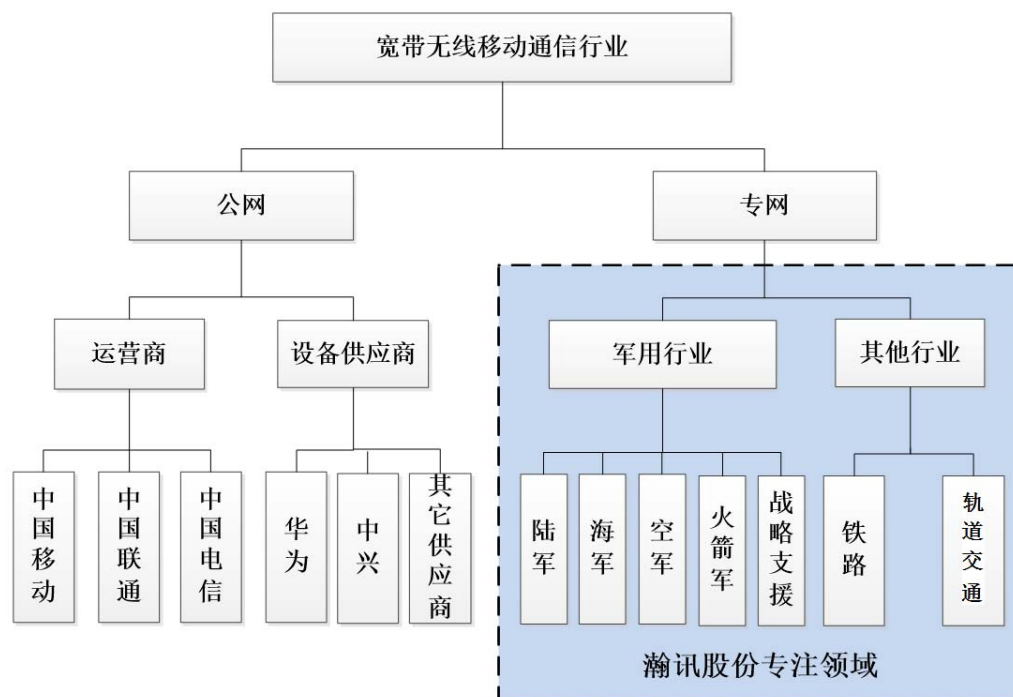 宽带无线移动通信行业
公网
专网
运营商
设备供应商
军用行业
其他行业
中国移动
中国联通
中国电信
华为
中兴
其它供应商
陆军
海军
空军
火箭军
战略支援
铁路
轨道交通
瀚讯股份专注领域